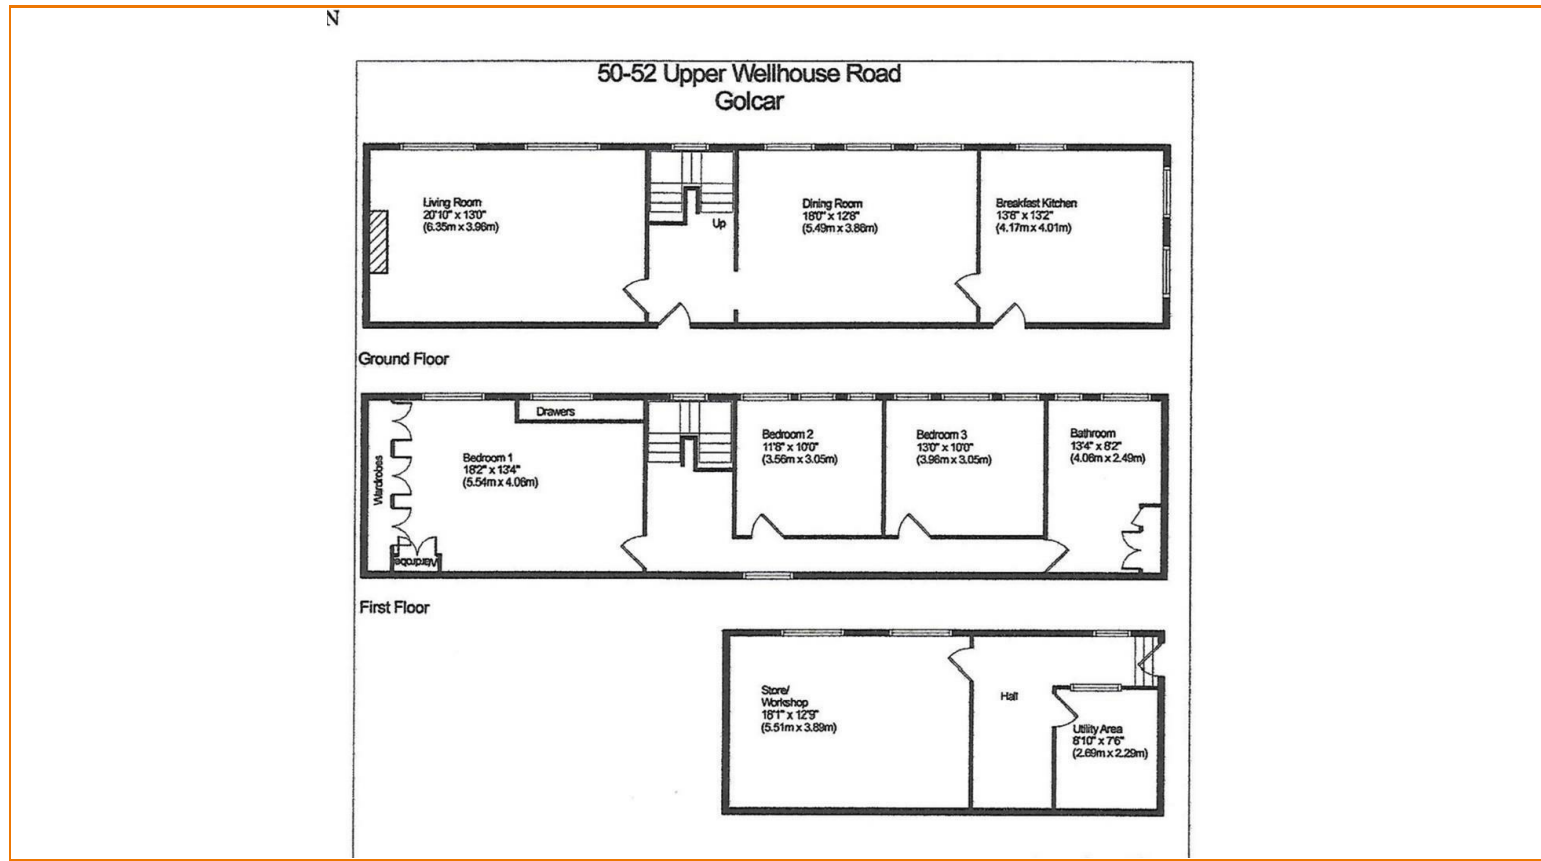 N
50-52 Upper Wellhouse Road
Golcar
Living Room
20'10" x 13'0"
(6.35m x 3.96m)
Up
Dining Room
18'0" x 12'8"
(5.49m x 3.86m)
Breakfast Kitchen
13'8" x 13'2"
(4.17m x 4.01m)
Ground Floor
Wardrobes
Wardrobe
Drawers
Bedroom 1
18'2" x 13'4"
(5.54m x 4.06m)
Bedroom 2
11'8" x 10'0"
(3.56m x 3.05m)
Bedroom 3
13'0" x 10'0"
(3.96m x 3.05m)
Bathroom
13'4" x 8'2"
(4.06m x 2.49m)
First Floor
Store/
Workshop
18'1" x 12'9"
(5.51m x 3.89m)
Hall
Utility Area
8'10" x 7'6"
(2.69m x 2.29m)